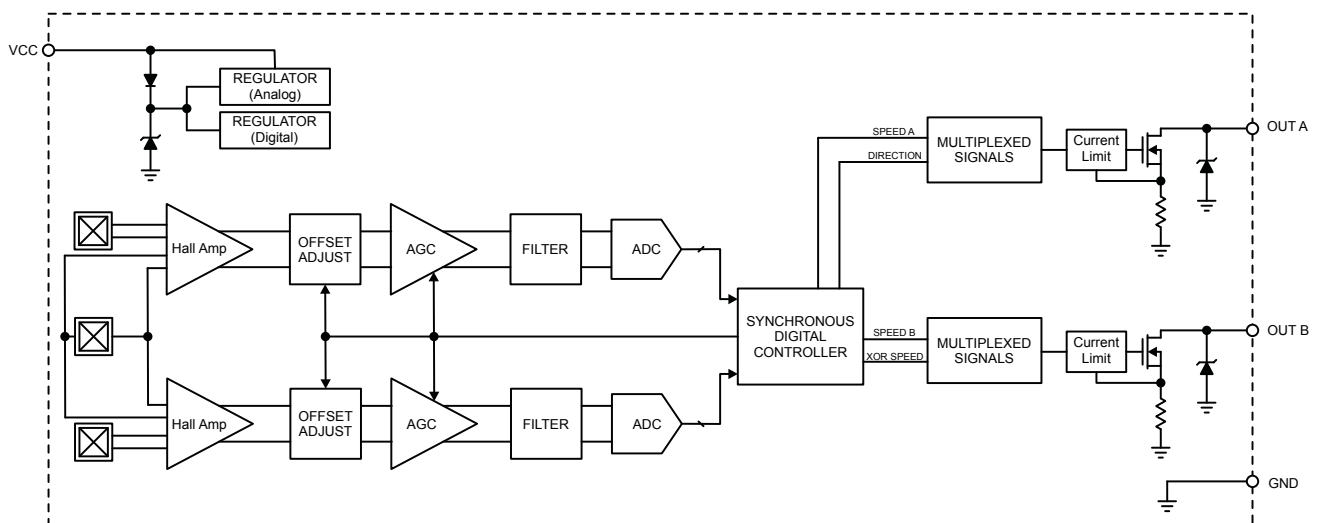 VCC
REGULATOR
(Analog)
REGULATOR
(Digital)
SPEED A
DIRECTION
MULTIPLEXED
SIGNALS
Current
Limit
OUT A
Hall Amp
OFFSET
ADJUST
AGC
FILTER
ADC
SYNCHRONOUS
DIGITAL
CONTROLLER
SPEED B
XOR SPEED
MULTIPLEXED
SIGNALS
Current
Limit
OUT B
Hall Amp
OFFSET
ADJUST
AGC
FILTER
ADC
GND